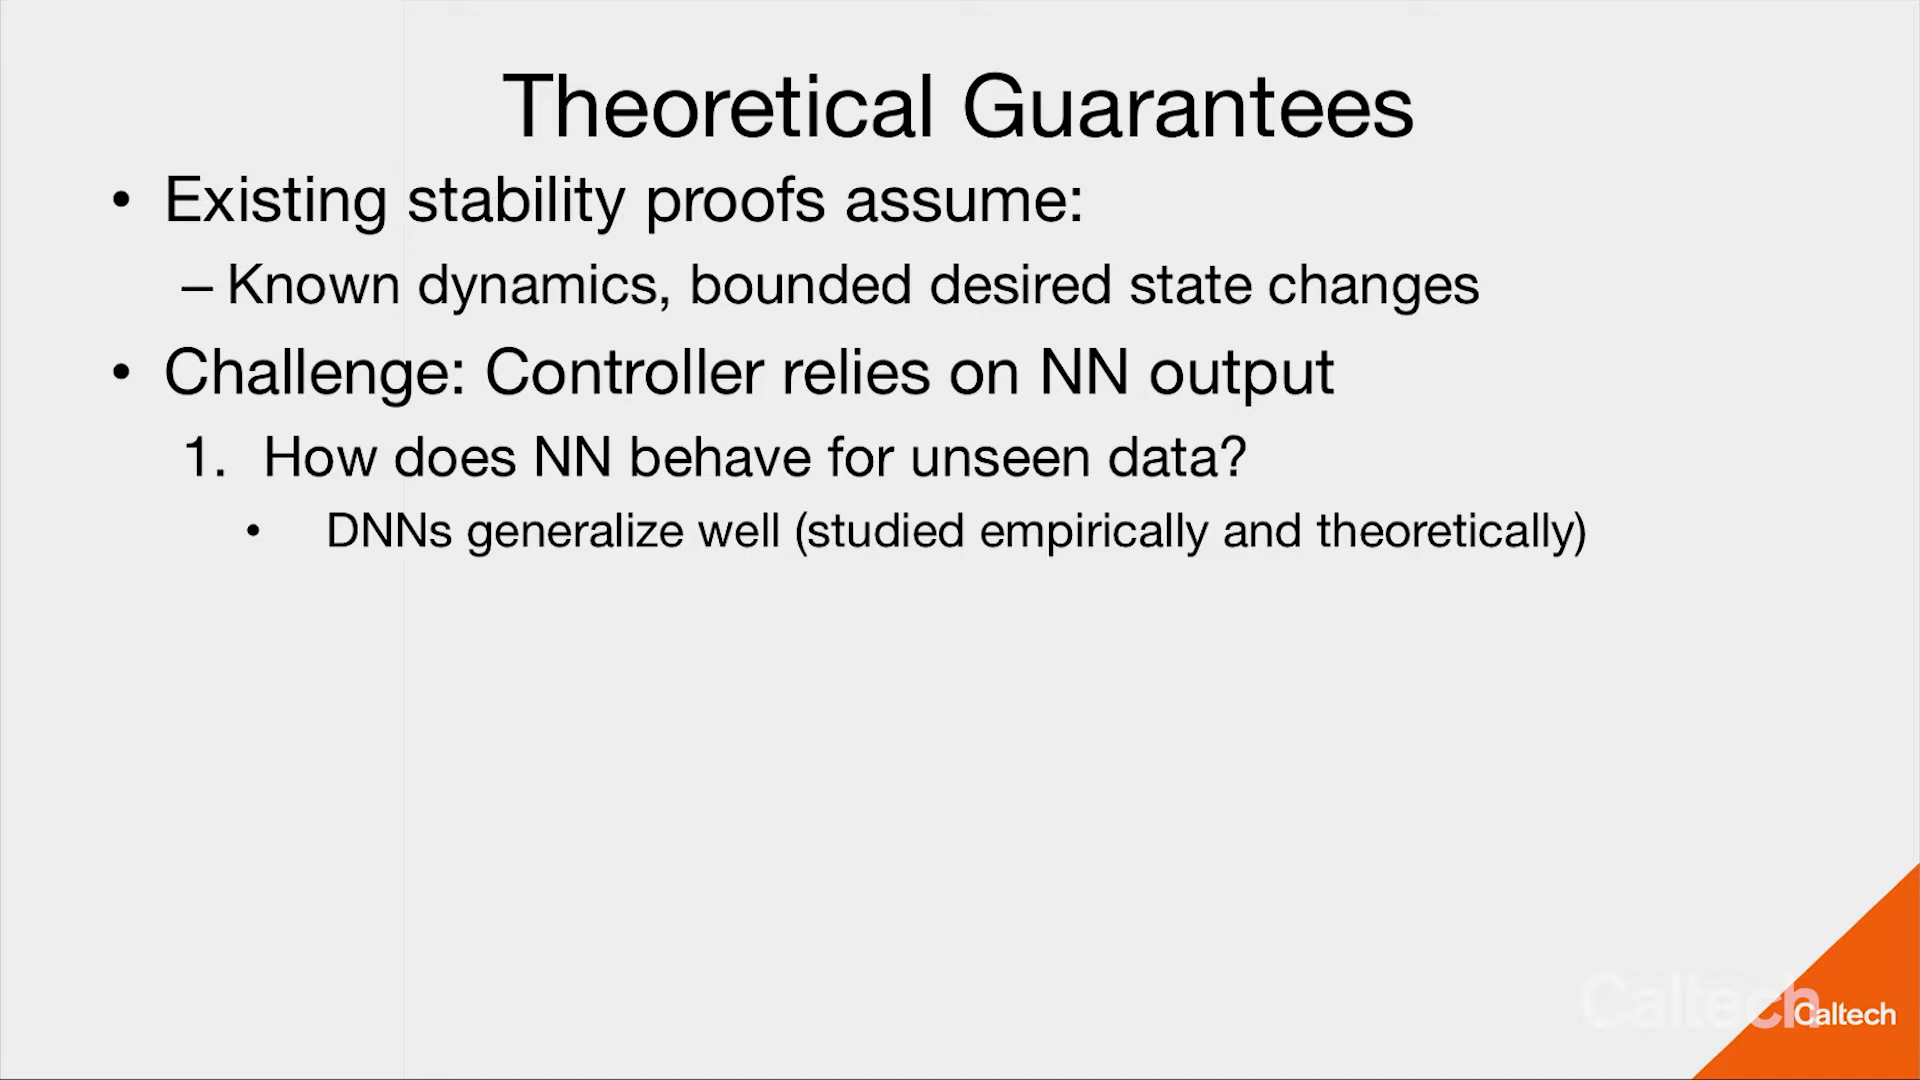 Theoretical Guarantees
• Existing stability proofs assume:
– Known dynamics, bounded desired state changes
• Challenge: Controller relies on NN output
1. How does NN behave for unseen data?
• DNNs generalize well (studied empirically and theoretically)
Caltech
Caltech